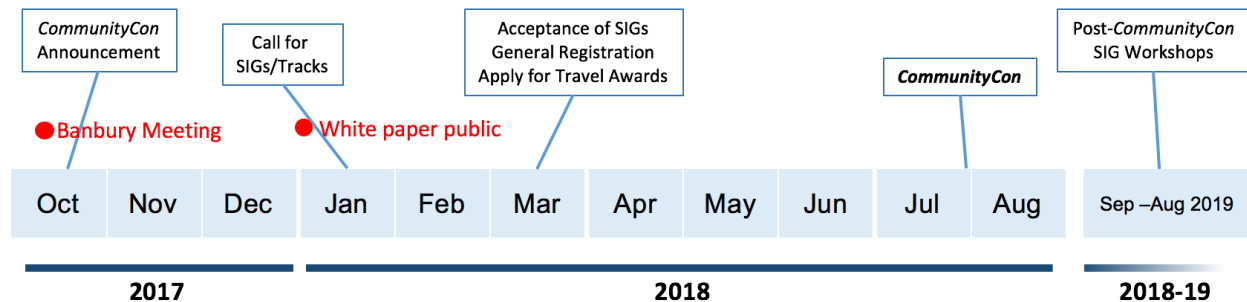 CommunityCon
Announcement
Call for
SIGs/Tracks
Acceptance of SIGs
General Registration
Apply for Travel Awards
CommunityCon
Post-CommunityCon
SIG Workshops
Banbury Meeting
White paper public
Oct
Nov
Dec
Jan
Feb
Mar
Apr
May
Jun
Jul
Aug
Sep –Aug 2019
2017
2018
2018-19